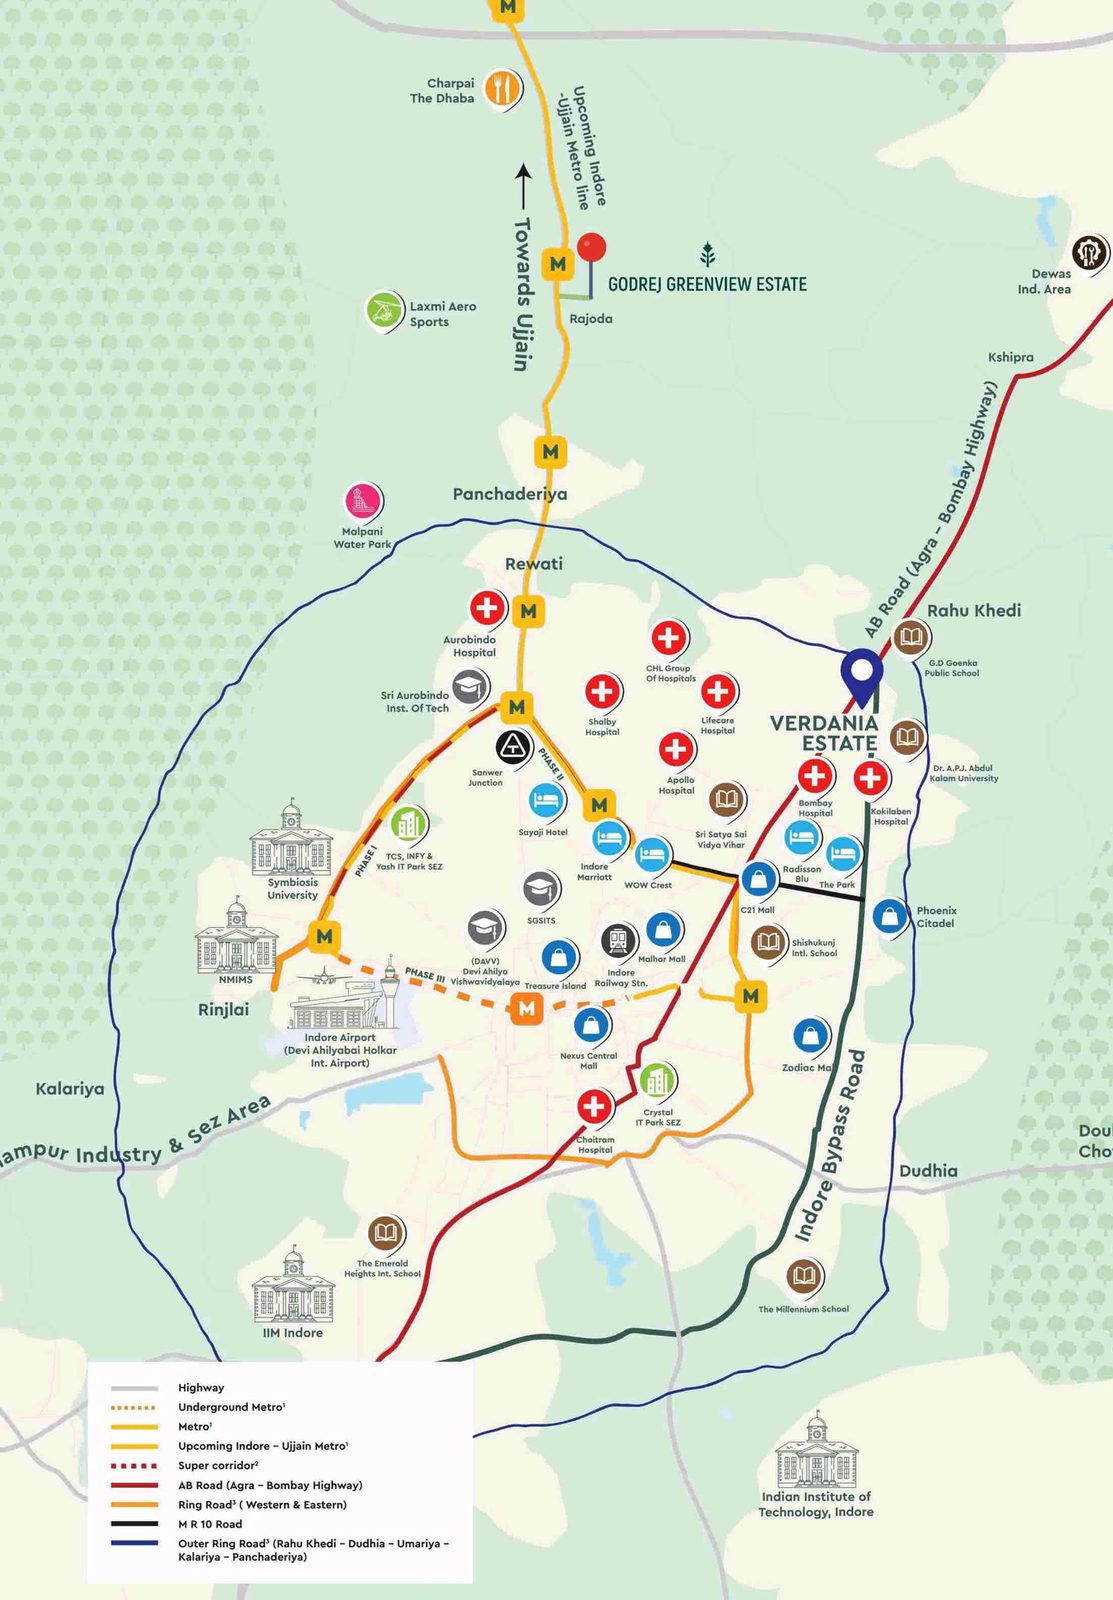 M
Charpai
The Dhaba
Upcoming Indore
-Ujjain Metro line
Towards Ujjain
M
GODREJ GREENVIEW ESTATE
Rajoda
Laxmi Aero
Sports
Dewas
Ind. Area
Kshipra
AB Road (Agra - Bombay Highway)
M
Panchaderiya
Malpani
Water Park
Rewati
M
Aurobindo
Hospital
Rahu Khedi
G.D Goenka
Public School
CHL Group
Of Hospitals
Sri Aurobindo
Inst. Of Tech
M
Shalby
Hospital
Lifecare
Hospital
VERDANIA
ESTATE
Sanwer
Junction
PHASE II
Apollo
Hospital
Dr. A.P.J. Abdul
Kalam University
M
Bombay
Hospital
Kokilaben
Hospital
Sayaji Hotel
Sri Satya Sai
Vidya Vihar
TCS, INFY &
Yash IT Park SEZ
PHASE I
Indore
Marriott
WOW Crest
Radisson
Blu
The Park
Symbiosis
University
SGSITS
C21 Mall
Phoenix
Citadel
M
NMIMS
(DAVV)
Devi Ahilya
Vishwavidyalaya
Treasure Island
Indore
Railway Stn.
Malhar Mall
Shishukunj
Intl. School
PHASE III
M
M
Rinjlai
Indore Airport
(Devi Ahilyabai Holkar
Int. Airport)
Nexus Central
Mall
Zodiac Ma
Kalariya
Crystal
IT Park SEZ
Choitram
Hospital
ampur Industry & Sez Area
Indore Bypass Road
Dou
Cho
Dudhia
The Emerald
Heights Int. School
The Millennium School
IIM Indore
Highway
Underground Metro¹
Metro¹
Upcoming Indore - Ujjain Metro¹
Super corridor²
AB Road (Agra - Bombay Highway)
Ring Road³ ( Western & Eastern)
M R 10 Road
Outer Ring Road³ (Rahu Khedi - Dudhia - Umariya -
Kalariya - Panchaderiya)
Indian Institute of
Technology, Indore